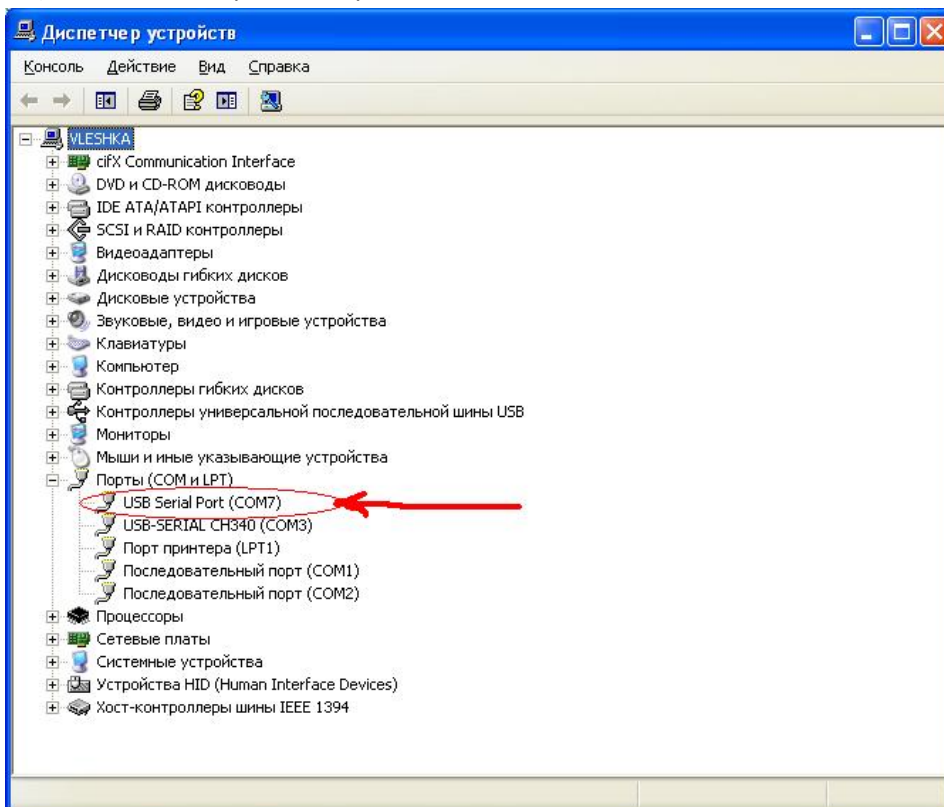 Диспетчер устройств
Консоль Действие Вид Справка
VLESHKA
cifX Communication Interface
DVD и CD-ROM дисководы
IDE ATA/ATAPI контроллеры
SCSI и RAID контроллеры
Видеоадаптеры
Дисководы гибких дисков
Дисковые устройства
Звуковые, видео и игровые устройства
Клавиатуры
Компьютер
Контроллеры гибких дисков
Контроллеры универсальной последовательной шины USB
Мониторы
Мыши и иные указывающие устройства
Порты (COM и LPT)
USB Serial Port (COM7)
USB-SERIAL CH340 (COM3)
Порт принтера (LPT1)
Последовательный порт (COM1)
Последовательный порт (COM2)
Процессоры
Сетевые платы
Системные устройства
Устройства HID (Human Interface Devices)
Хост-контроллеры шины IEEE 1394